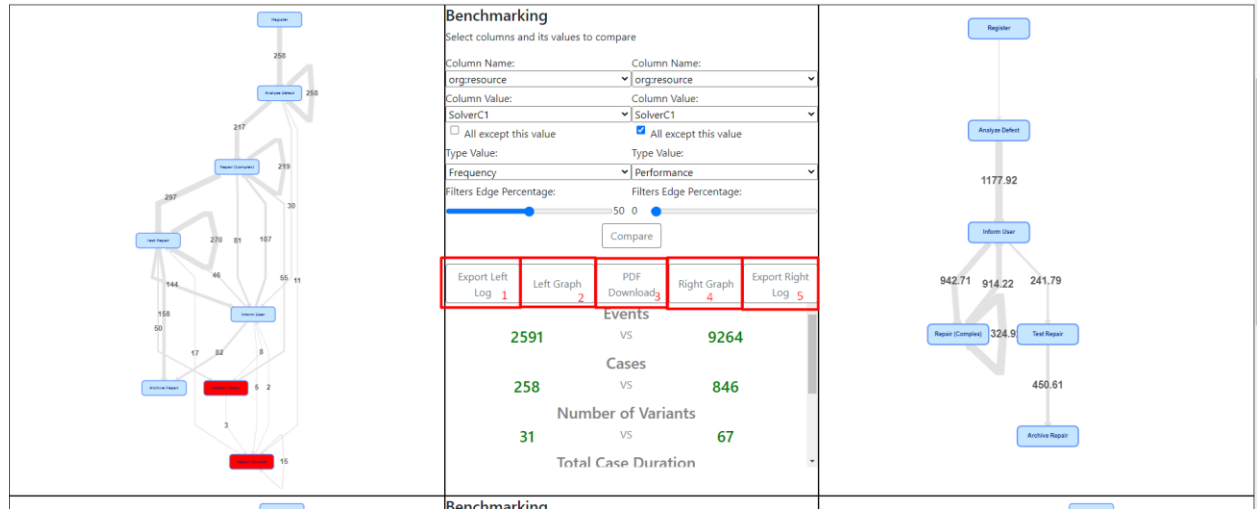 Register
258
Analyze Defect
258
217
Repair (Complex)
219
297
30
Test Repair
270
81
107
46
55
11
144
158
Inform User
50
17
82
8
Archive Repair
5
2
3
15
Benchmarking
Select columns and its values to compare
Column Name:
Column Name:
org:resource
org:resource
Column Value:
Column Value:
SolverC1
SolverC1
All except this value
All except this value
Type Value:
Type Value:
Frequency
Performance
Filters Edge Percentage:
Filters Edge Percentage:
50
0
Compare
Export Left
Log 1
Left Graph
2
PDF
Download 3
Right Graph
4
Export Right
Log 5
Events
2591 VS 9264
Cases
258 VS 846
Number of Variants
31 VS 67
Total Case Duration
Register
Analyze Defect
1177.92
Inform User
942.71
914.22
241.79
Repair (Complex)
324.9
Test Repair
450.61
Archive Repair
Benchmarking